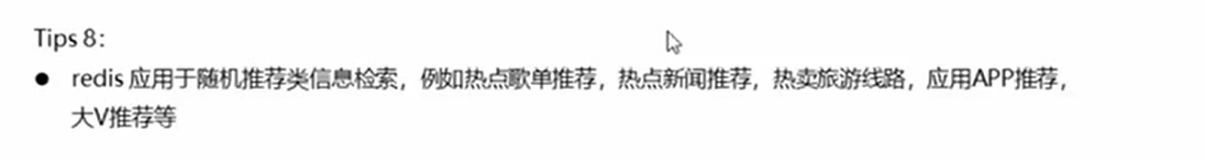 Tips 8：
● redis 应用于随机推荐类信息检索，例如热点歌单推荐，热点新闻推荐，热卖旅游线路，应用APP推荐，
大V推荐等